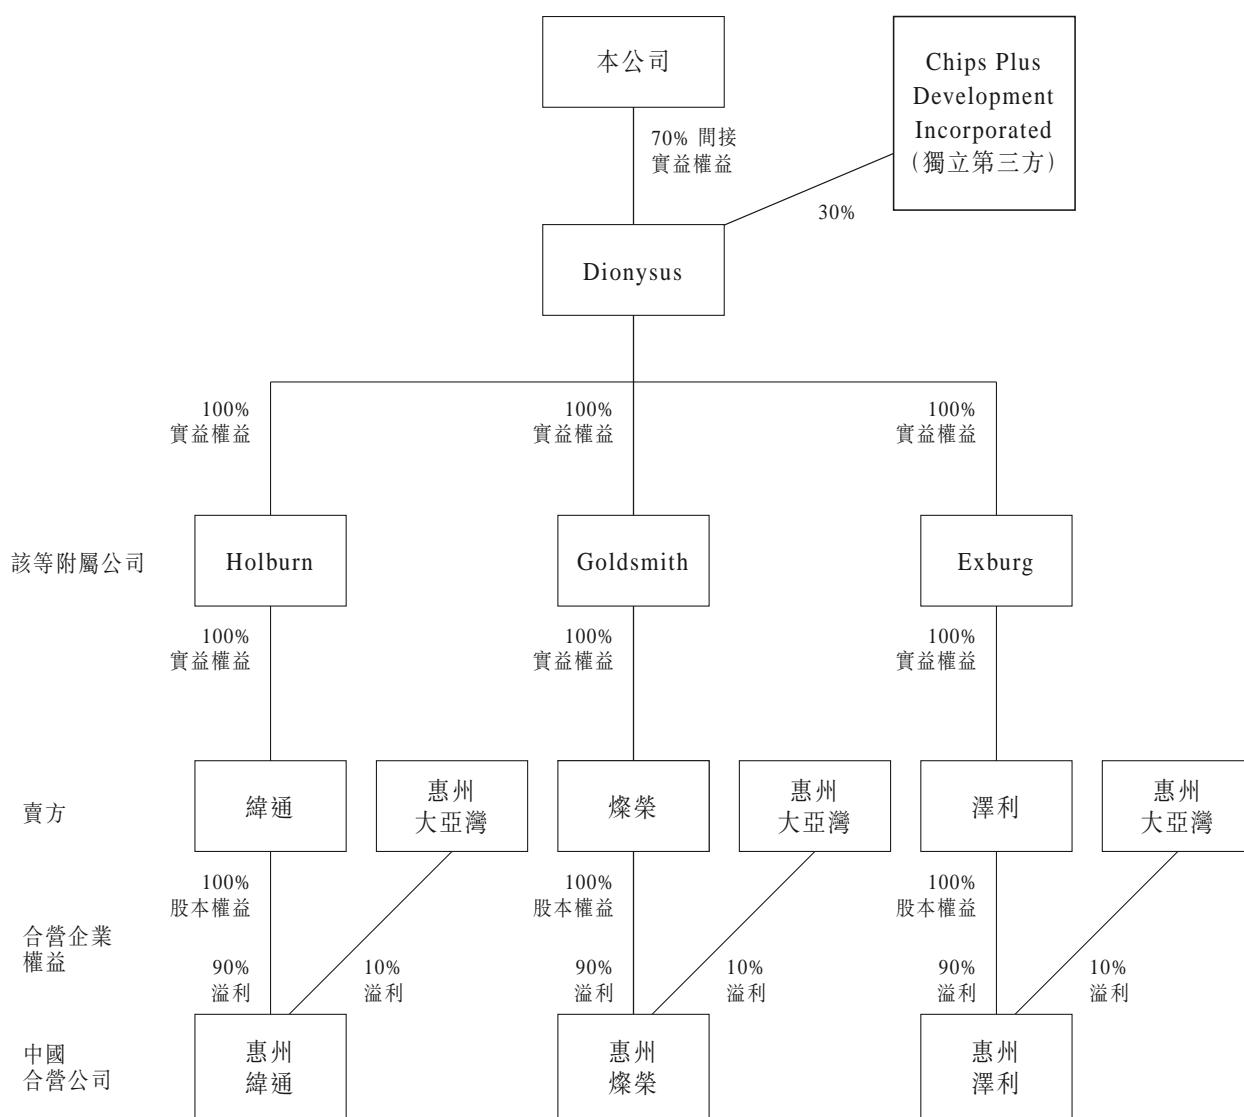 本公司
Chips Plus
Development
Incorporated
（獨立第三方）
70% 間接
實益權益
30%
Dionysus
100%
實益權益
100%
實益權益
100%
實益權益
該等附屬公司
Holburn
Goldsmith
Exburg
100%
實益權益
100%
實益權益
100%
實益權益
賣方
緯通
惠州
大亞灣
燦榮
惠州
大亞灣
澤利
惠州
大亞灣
100%
股本權益
100%
股本權益
100%
股本權益
合營企業
權益
90%
溢利
10%
溢利
90%
溢利
10%
溢利
90%
溢利
10%
溢利
中國
合營公司
惠州
緯通
惠州
燦榮
惠州
澤利